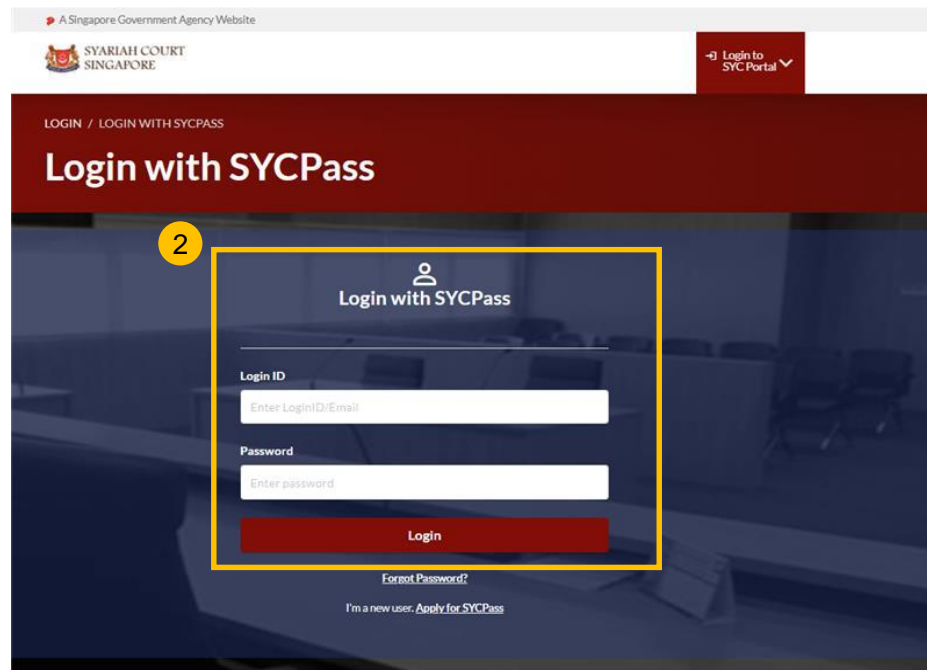 A Singapore Government Agency Website
SYARIAH COURT
SINGAPORE
Login to
SYC Portal
LOGIN / LOGIN WITH SYCPASS
Login with SYCPass
2
Login with SYCPass
Login ID
Enter LoginID/Email
Password
Enter password
Login
Forgot Password?
I'm a new user. Apply for SYCPass